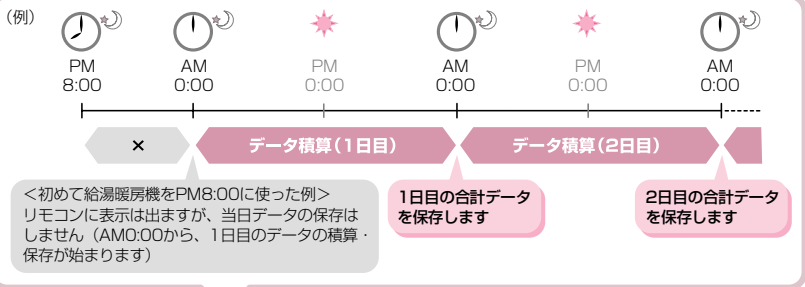 (例)
PM AM PM AM PM AM
8:00 0:00 0:00 0:00 0:00 0:00
× データ積算(1日目) データ積算(2日目)
<初めて給湯暖房機をPM8:00に使った例>
リモコンに表示は出ますが、当日データの保存は
しません(AM0:00から、1日目のデータの積算・
保存が始まります)
1日目の合計データ
を保存します
2日目の合計データ
を保存します